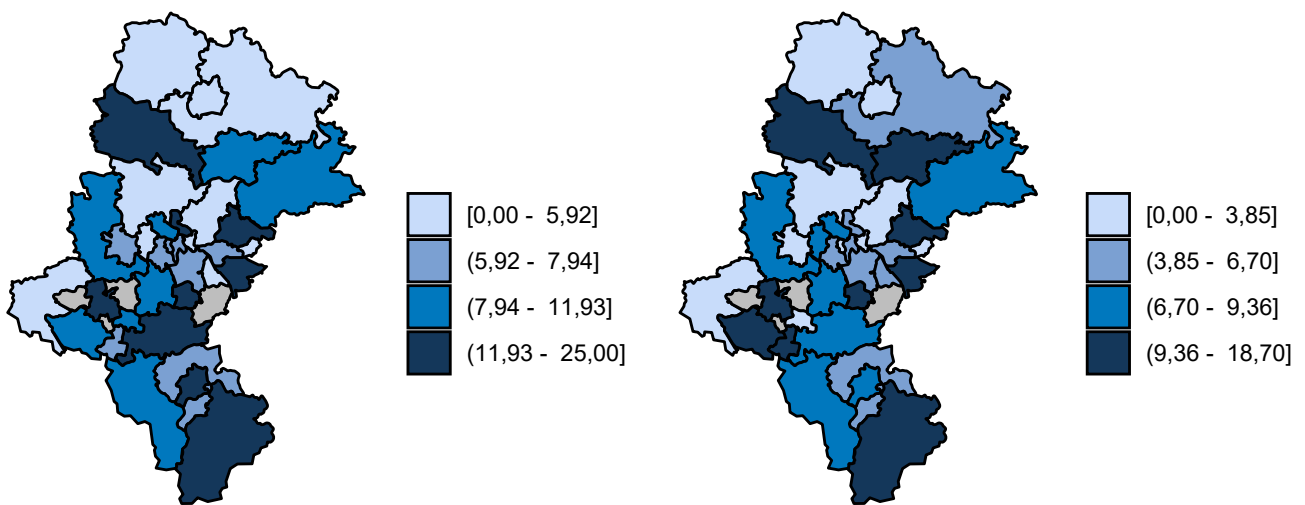 [0,00 - 5,92]
(5,92 - 7,94]
(7,94 - 11,93]
(11,93 - 25,00]
[0,00 - 3,85]
(3,85 - 6,70]
(6,70 - 9,36]
(9,36 - 18,70]